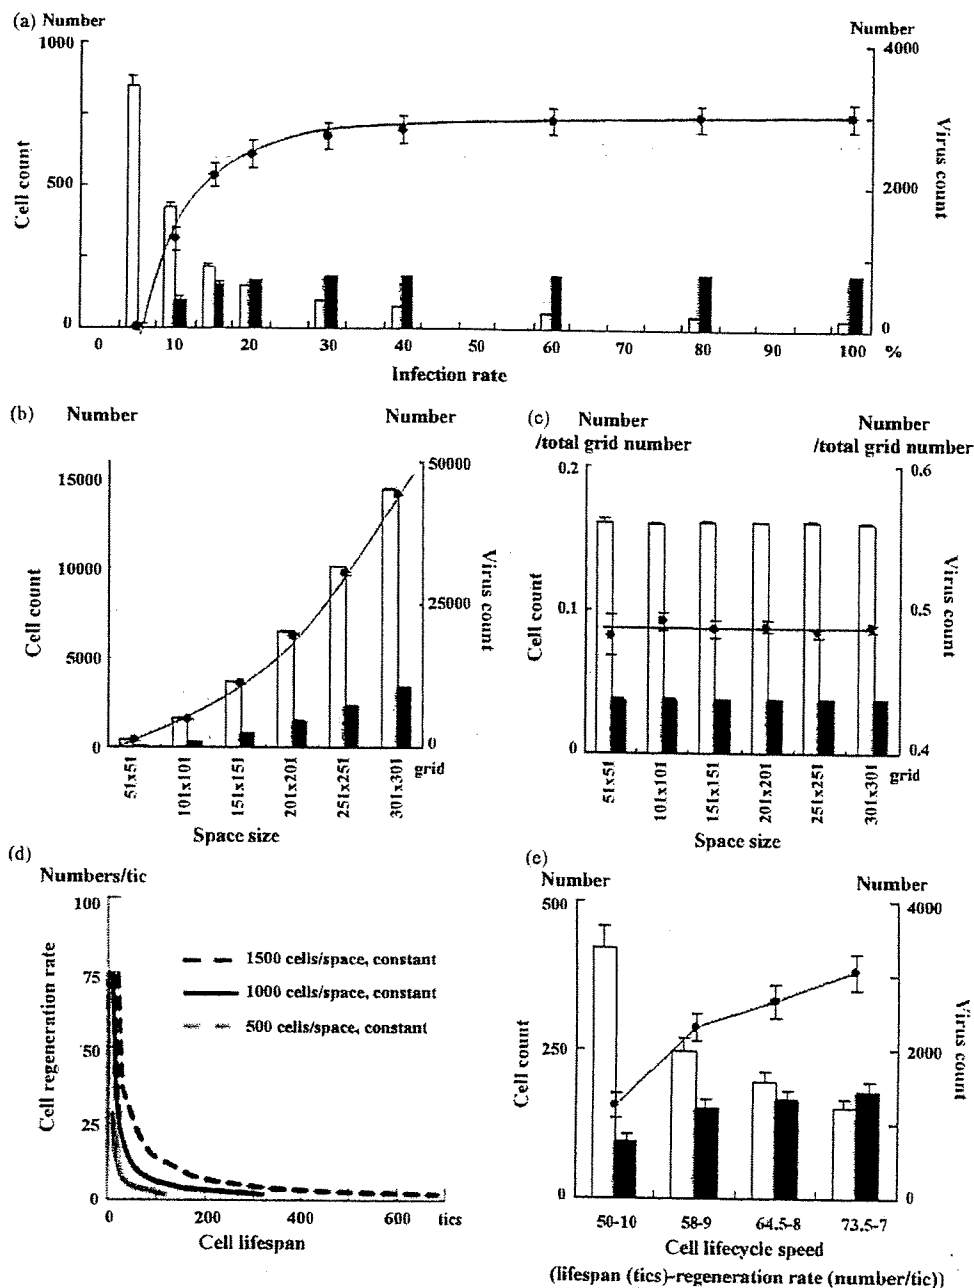 (a)
Number
Number
1000
500
0
4000
2000
0
Cell count
Virus count
0 10 20 30 40 60 70 80 90 100 %
Infection rate
(b)
Number
Number
15000
10000
5000
0
50000
25000
0
Cell count
Virus count
51x51
101x101
151x151
201x201
251x251
301x301
grid
Space size
(c)
Number
/total grid number
Number
/total grid number
0.2
0.1
0
0.6
0.5
0.4
Cell count
Virus count
51x51
101x101
151x151
201x201
251x251
301x301
grid
Space size
(d)
Numbers/tic
100
75
50
25
0
Cell regeneration rate
1500 cells/space, constant
1000 cells/space, constant
500 cells/space, constant
0 200 400 600 tics
Cell lifespan
(e)
Number
Number
500
250
0
4000
2000
0
Cell count
Virus count
50-10 58-9 64.5-8 73.5-7
Cell lifecycle speed
(lifespan (tics)-regeneration rate (number/tic))